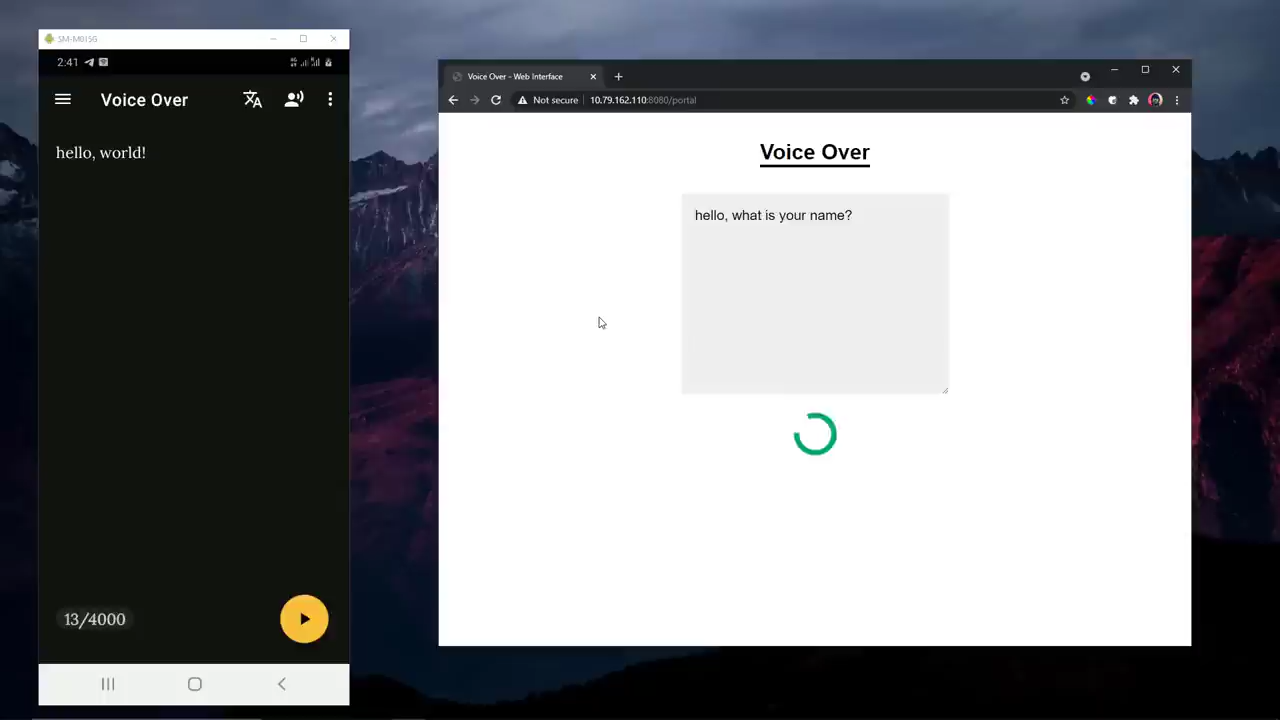 SM-M015G
2:41
Voice Over
hello, world!
13/4000
Voice Over - Web Interface
Not secure
10.79.162.110:8080/portal
Voice Over
hello, what is your name?